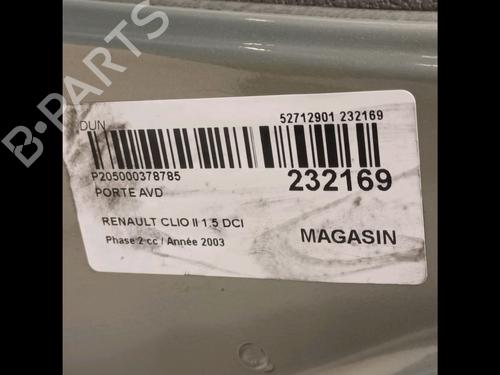 B-PARTS
DUN
52712901 232169
P205000378785
232169
PORTE AVD
RENAULT CLIO II 1.5 DCI
MAGASIN
Phase 2 cc / Année 2003